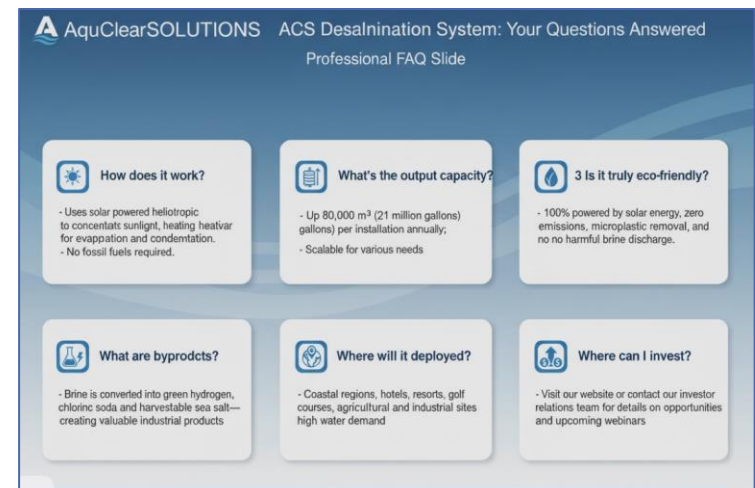 AquClearSOLUTIONS
ACS Desalnination System: Your Questions Answered
Professional FAQ Slide
How does it work?
- Uses solar powered heliotropic
to concentatt sunlignt, heating heatvar
for evappation and condemtation.
- No fossil fuels required.
What's the output capacity?
- Up 80,000 m³ (21 million gallons)
gallons) per installation annually;
- Scalable for various needs
3 Is it truly eco-friendly?
- 100% powered by solar energy, zero
emissions, microplastic removal, and
no no harmful brine discharge.
What are byprodcts?
- Brine is converted into green hydrogen,
chlorinc soda and harvestable sea salt—
creating valuable industrial products
Where will it deployed?
- Coastal regions, hotels, resorts, golf
courses, agricultural and industrial sites
high water demand
Where can I invest?
- Visit our website or contact our investor
relations team for details on opportunities
and upcoming webinars